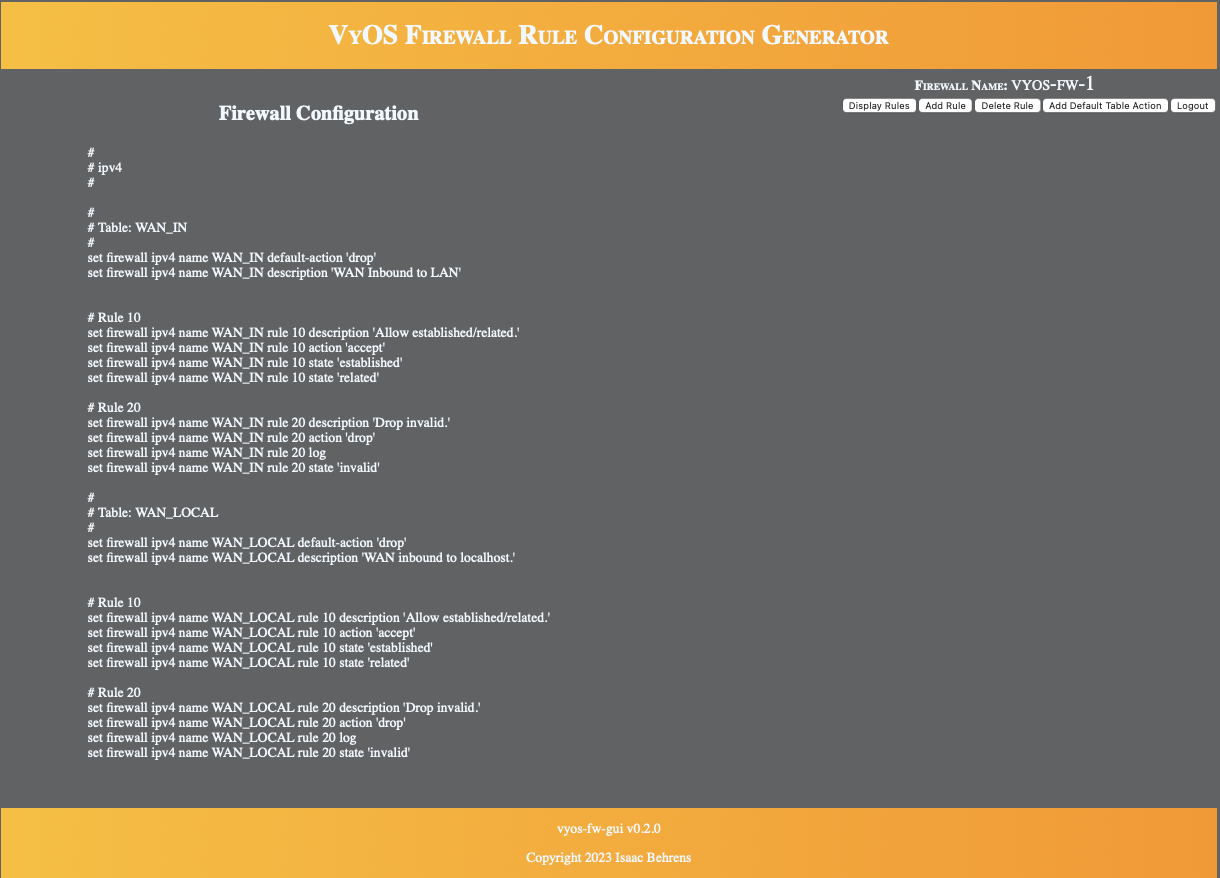 VyOS Firewall Rule Configuration Generator
Firewall Name: vyos-fw-1
Display Rules Add Rule Delete Rule Add Default Table Action Logout
Firewall Configuration
#
# ipv4
#
#
# Table: WAN_IN
#
set firewall ipv4 name WAN_IN default-action 'drop'
set firewall ipv4 name WAN_IN description 'WAN Inbound to LAN'
# Rule 10
set firewall ipv4 name WAN_IN rule 10 description 'Allow established/related.'
set firewall ipv4 name WAN_IN rule 10 action 'accept'
set firewall ipv4 name WAN_IN rule 10 state 'established'
set firewall ipv4 name WAN_IN rule 10 state 'related'
# Rule 20
set firewall ipv4 name WAN_IN rule 20 description 'Drop invalid.'
set firewall ipv4 name WAN_IN rule 20 action 'drop'
set firewall ipv4 name WAN_IN rule 20 log
set firewall ipv4 name WAN_IN rule 20 state 'invalid'
#
# Table: WAN_LOCAL
#
set firewall ipv4 name WAN_LOCAL default-action 'drop'
set firewall ipv4 name WAN_LOCAL description 'WAN inbound to localhost.'
# Rule 10
set firewall ipv4 name WAN_LOCAL rule 10 description 'Allow established/related.'
set firewall ipv4 name WAN_LOCAL rule 10 action 'accept'
set firewall ipv4 name WAN_LOCAL rule 10 state 'established'
set firewall ipv4 name WAN_LOCAL rule 10 state 'related'
# Rule 20
set firewall ipv4 name WAN_LOCAL rule 20 description 'Drop invalid.'
set firewall ipv4 name WAN_LOCAL rule 20 action 'drop'
set firewall ipv4 name WAN_LOCAL rule 20 log
set firewall ipv4 name WAN_LOCAL rule 20 state 'invalid'
vyos-fw-gui v0.2.0
Copyright 2023 Isaac Behrens